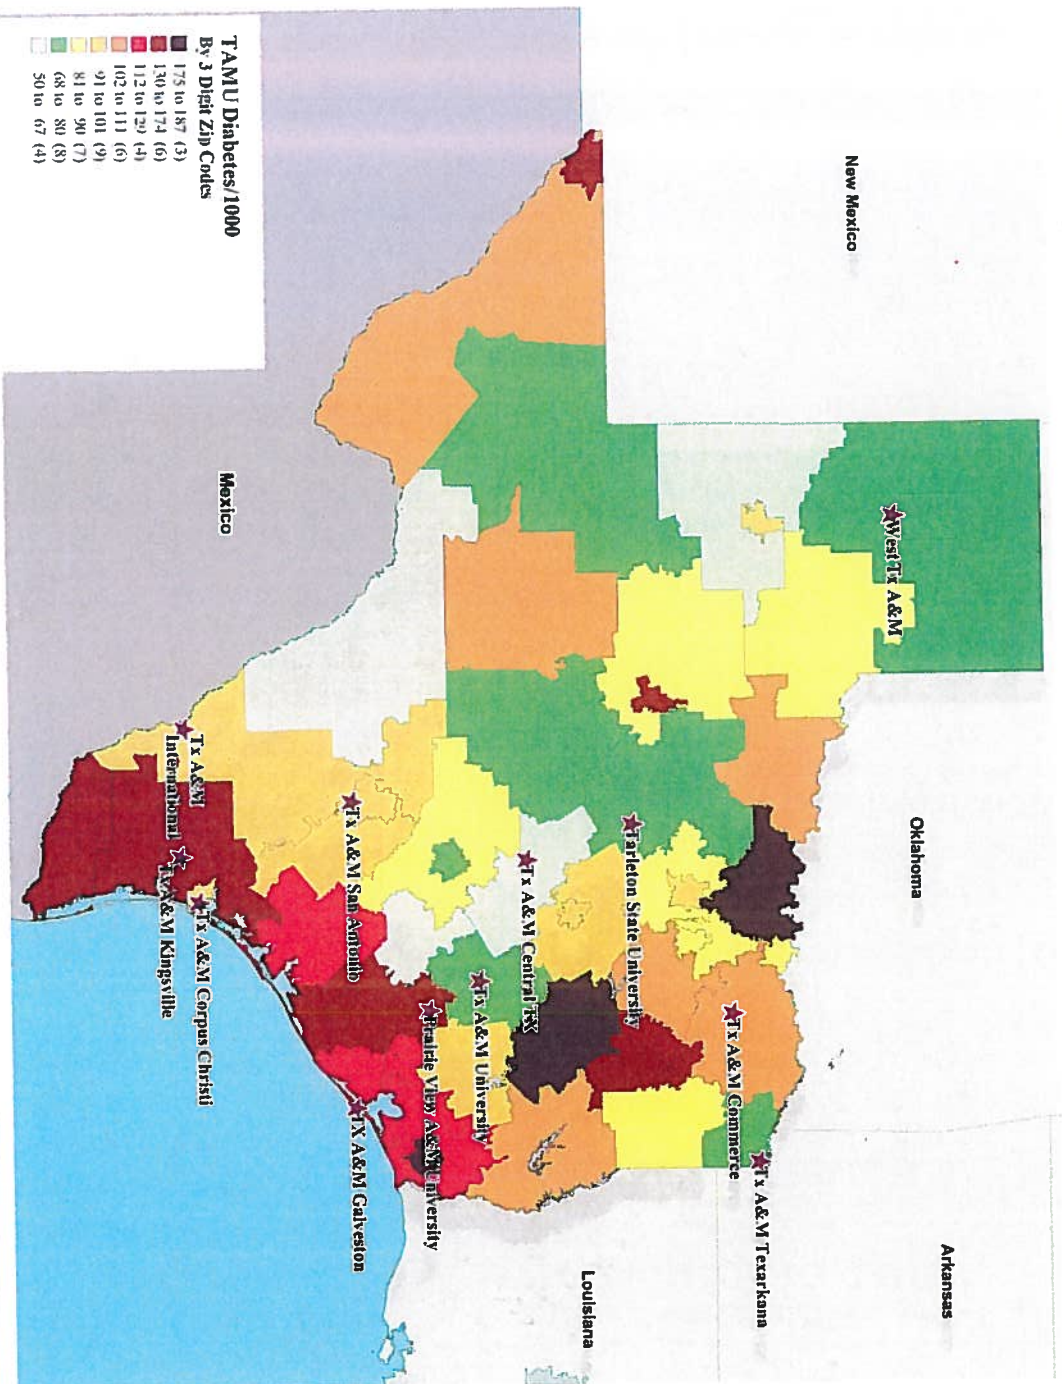 TAMU Diabetes/1000
By 3 Digit Zip Codes
175 to 187 (3)
130 to 174 (6)
112 to 129 (4)
102 to 111 (6)
91 to 101 (9)
81 to 90 (7)
68 to 80 (8)
50 to 67 (4)
New Mexico
Oklahoma
Arkansas
Louisiana
Mexico
West Tx A&M
Tarleton State University
Tx A&M Commerce
Tx A&M Texarkana
Tx A&M Central TX
Tx A&M University
Prairie View A&M University
TX A&M Galveston
Tx A&M San Antonio
Tx A&M
International
Tx A&M Kingsville
Tx A&M Corpus Christi